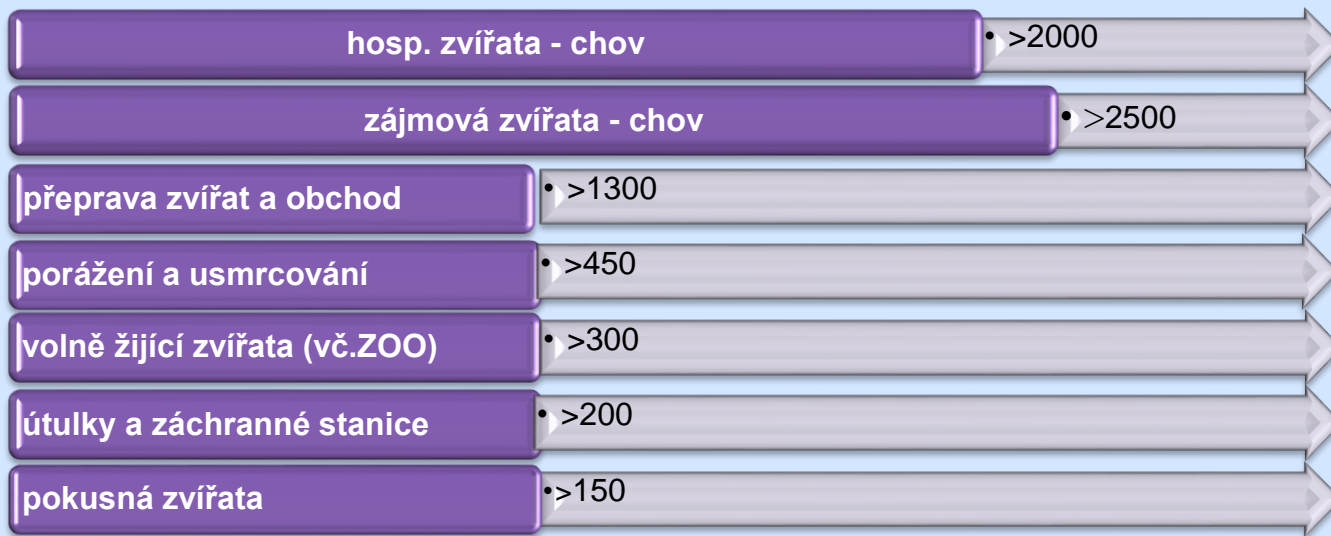 hosp. zvířata - chov
• >2000
zájmová zvířata - chov
• >2500
přeprava zvířat a obchod
• >1300
porážení a usmrcování
• >450
volně žijící zvířata (vč.ZOO)
• >300
útulky a záchranné stanice
• >200
pokusná zvířata
•>150